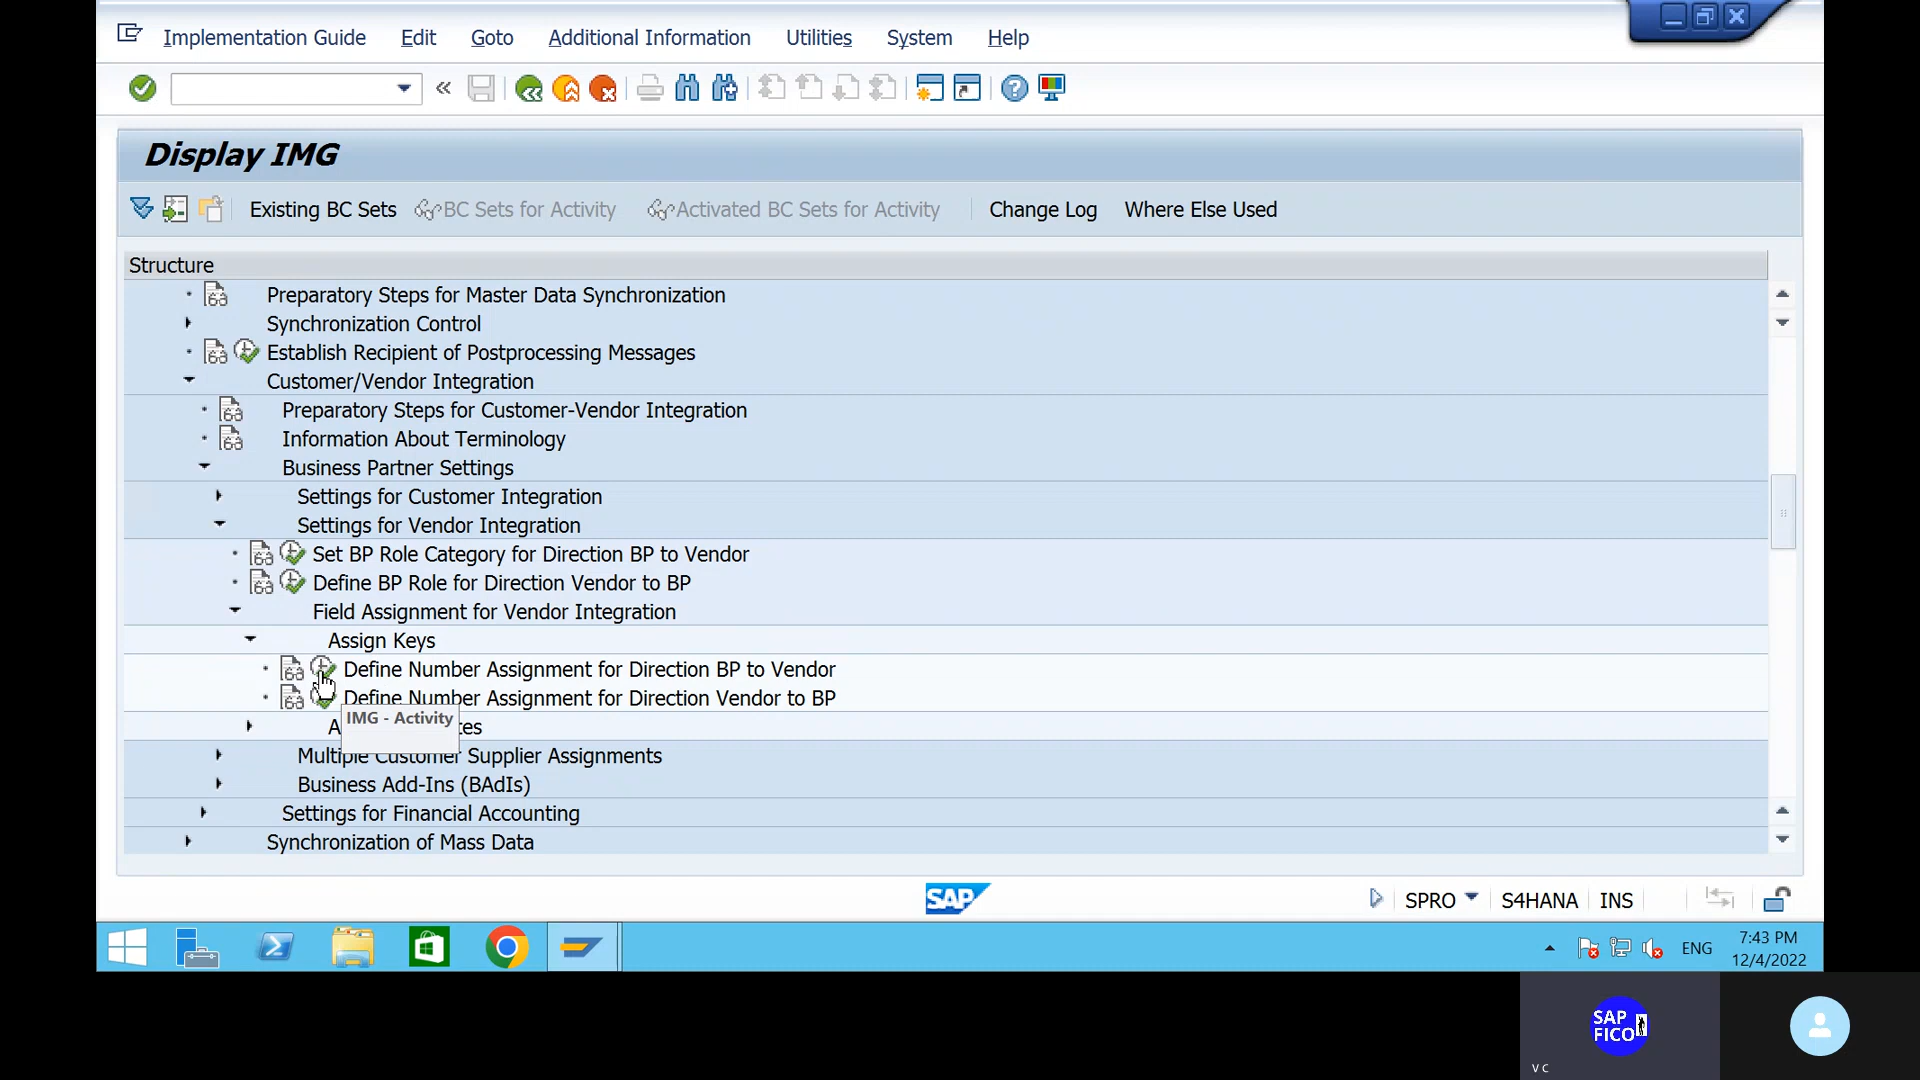 Implementation Guide Edit Goto Additional Information Utilities System Help
Display IMG
Existing BC Sets BC Sets for Activity Activated BC Sets for Activity Change Log Where Else Used
Structure
Preparatory Steps for Master Data Synchronization
Synchronization Control
Establish Recipient of Postprocessing Messages
Customer/Vendor Integration
Preparatory Steps for Customer-Vendor Integration
Information About Terminology
Business Partner Settings
Settings for Customer Integration
Settings for Vendor Integration
Set BP Role Category for Direction BP to Vendor
Define BP Role for Direction Vendor to BP
Field Assignment for Vendor Integration
Assign Keys
Define Number Assignment for Direction BP to Vendor
Define Number Assignment for Direction Vendor to BP
IMG - Activity
Multiple Customer Supplier Assignments
Business Add-Ins (BAdIs)
Settings for Financial Accounting
Synchronization of Mass Data
SAP SPRO S4HANA INS
ENG
7:43 PM
12/4/2022
SAP
FICO
V C